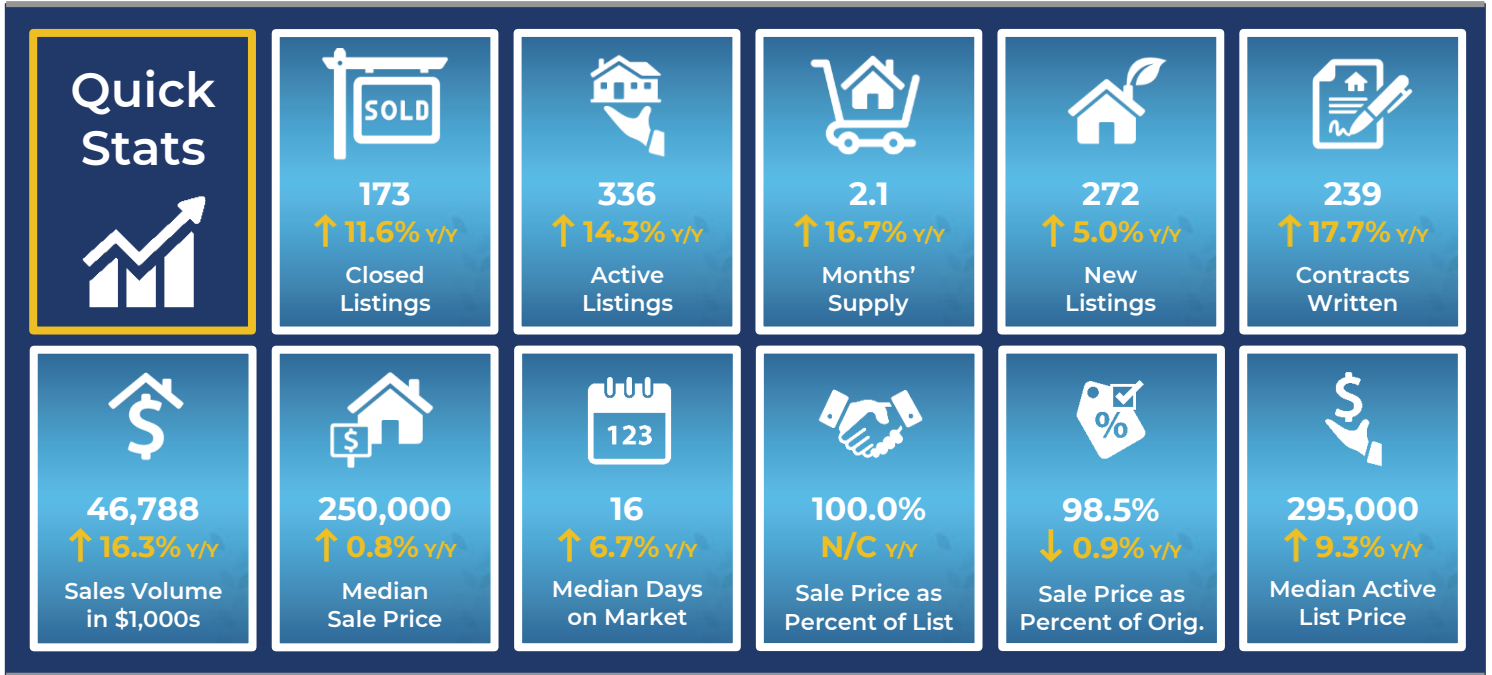 Quick
Stats
SOLD
173
↑ 11.6% Y/Y
Closed
Listings
336
↑ 14.3% Y/Y
Active
Listings
2.1
↑ 16.7% Y/Y
Months’
Supply
272
↑ 5.0% Y/Y
New
Listings
239
↑ 17.7% Y/Y
Contracts
Written
$
46,788
↑ 16.3% Y/Y
Sales Volume
in $1,000s
$
250,000
↑ 0.8% Y/Y
Median
Sale Price
123
16
↑ 6.7% Y/Y
Median Days
on Market
100.0%
N/C Y/Y
Sale Price as
Percent of List
%
98.5%
↓ 0.9% Y/Y
Sale Price as
Percent of Orig.
$
295,000
↑ 9.3% Y/Y
Median Active
List Price